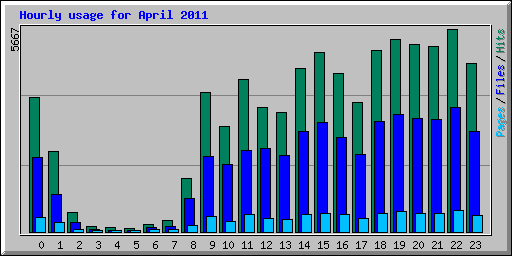 Hourly usage for April 2011
5667
Pages / Files / Hits
0 1 2 3 4 5 6 7 8 9 10 11 12 13 14 15 16 17 18 19 20 21 22 23